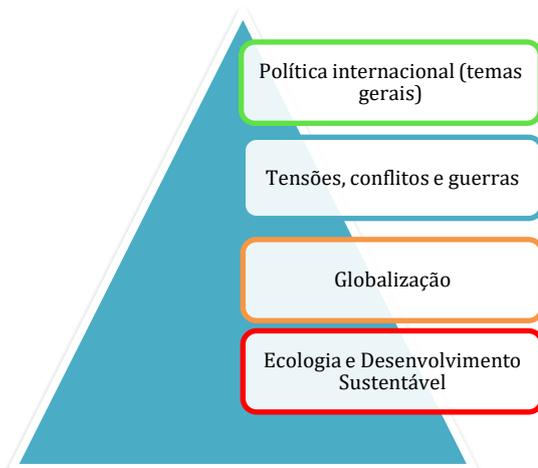 Política internacional (temas
gerais)
Tensões, conflitos e guerras
Globalização
Ecologia e Desenvolvimento
Sustentável